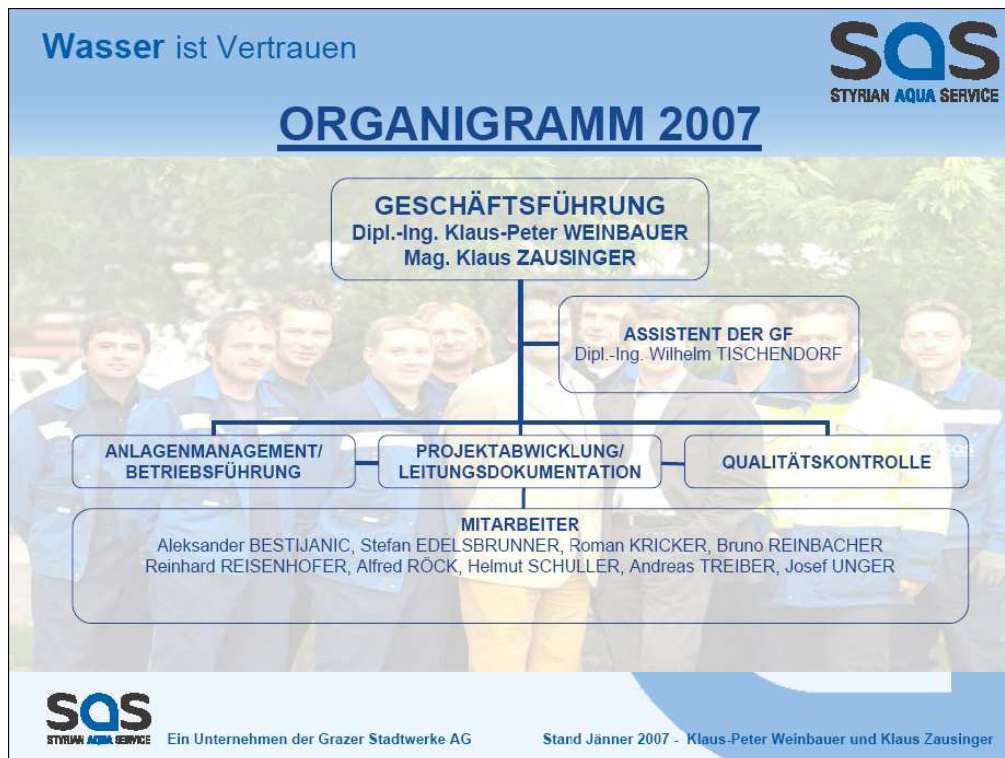 Wasser ist Vertrauen
SAS
STYRIAN AQUA SERVICE
ORGANIGRAMM 2007
GESCHÄFTSFÜHRUNG
Dipl.-Ing. Klaus-Peter WEINBAUER
Mag. Klaus ZAUSINGER
ASSISTENT DER GF
Dipl.-Ing. Wilhelm TISCHENDORF
ANLAGENMANAGEMENT/
BETRIEBSFÜHRUNG
PROJEKTABWICKLUNG/
LEITUNGSDOKUMENTATION
QUALITÄTSKONTROLLE
MITARBEITER
Aleksander BESTIJANIC, Stefan EDELSBRUNNER, Roman KRICKER, Bruno REINBACHER
Reinhard REISENHOFER, Alfred RÖCK, Helmut SCHULLER, Andreas TREIBER, Josef UNGER
SAS
STYRIAN AQUA SERVICE
Ein Unternehmen der Grazer Stadtwerke AG
Stand Jänner 2007 - Klaus-Peter Weinbauer und Klaus Zausinger